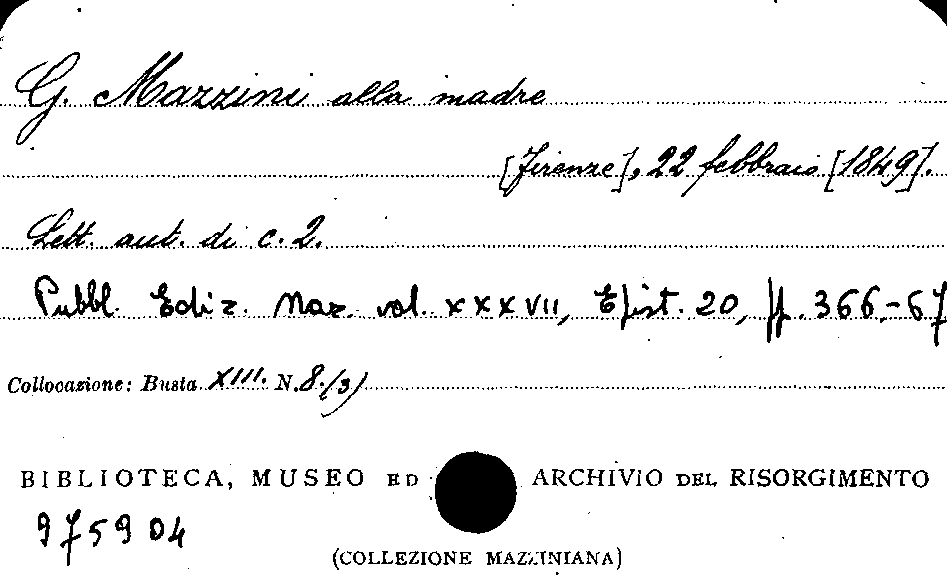 G. Mazzini alla madre
[Firenze], 22 febbraio [1849].
Lett. aut. di c. 2.
Pubbl. Ediz. Naz. vol. XXXVII, Epist. 20, pp. 366-67
Collocazione: Busta XIII. N. 8.(3)
BIBLIOTECA, MUSEO ED ARCHIVIO DEL RISORGIMENTO
975904
(COLLEZIONE MAZZINIANA)